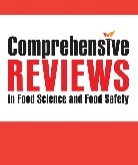 Comprehensive
REVIEWS
in Food Science and Food Safety